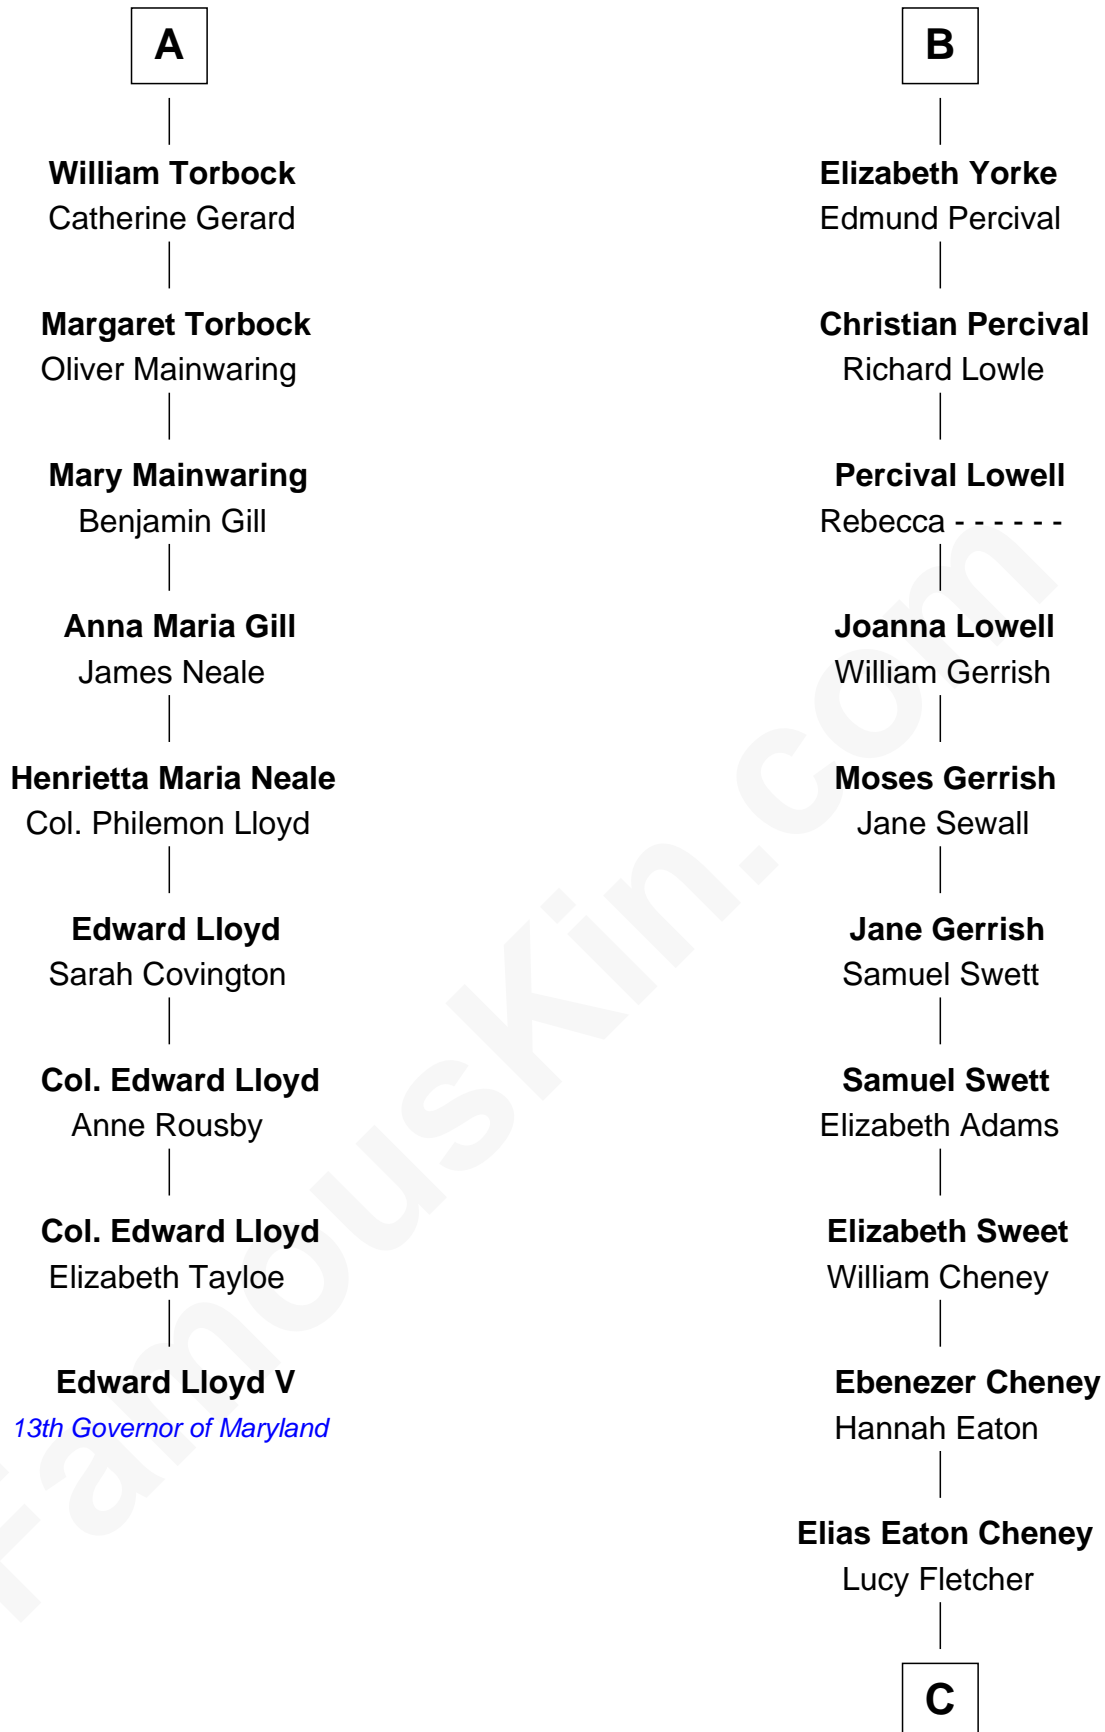 A
William Torbock
Catherine Gerard
Margaret Torbock
Oliver Mainwaring
Mary Mainwaring
Benjamin Gill
Anna Maria Gill
James Neale
Henrietta Maria Neale
Col. Philemon Lloyd
Edward Lloyd
Sarah Covington
Col. Edward Lloyd
Anne Rousby
Col. Edward Lloyd
Elizabeth Tayloe
Edward Lloyd V
13th Governor of Maryland
B
Elizabeth Yorke
Edmund Percival
Christian Percival
Richard Lowle
Percival Lowell
Rebecca - - - - - -
Joanna Lowell
William Gerrish
Moses Gerrish
Jane Sewall
Jane Gerrish
Samuel Swett
Samuel Swett
Elizabeth Adams
Elizabeth Sweet
William Cheney
Ebenezer Cheney
Hannah Eaton
Elias Eaton Cheney
Lucy Fletcher
C
FamousKin.com